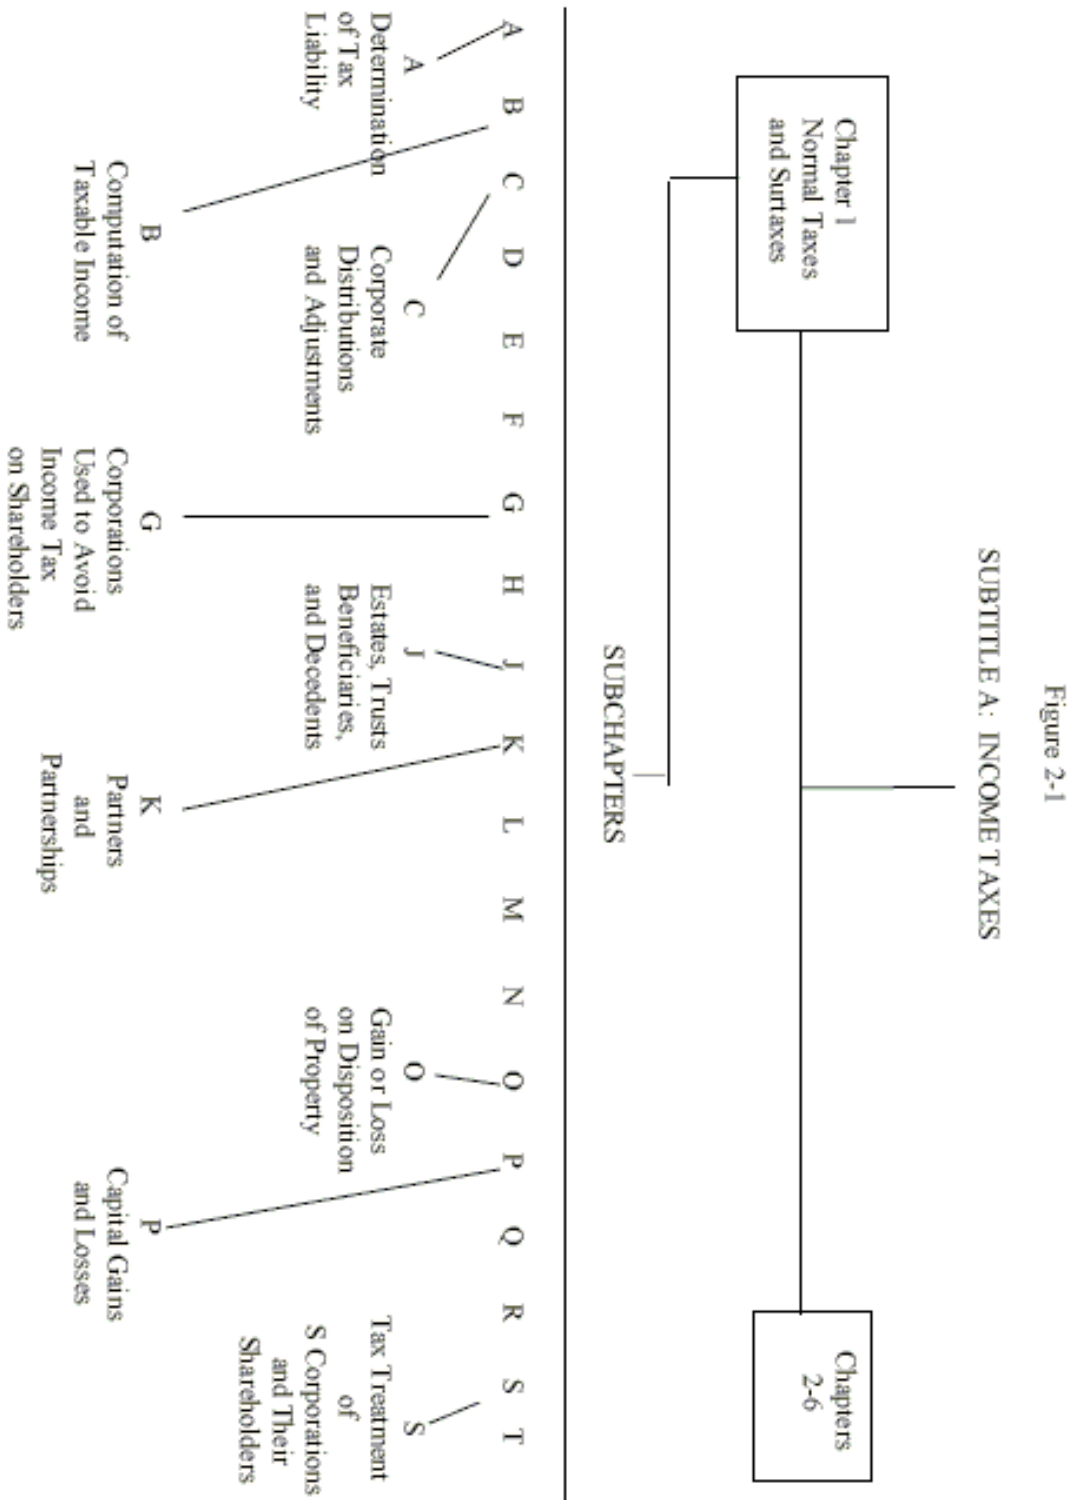 Figure 2-1
SUBTITLE A: INCOME TAXES
Chapter 1
Normal Taxes
and Surtaxes
Chapters
2-6
SUBCHAPTERS
A B C D E F G H J K L M N O P Q R S T
A
Determination
of Tax
Liability
C
Corporate
Distributions
and Adjustments
J
Estates, Trusts
Beneficiaries,
and Decedents
O
Gain or Loss
on Disposition
of Property
S
Tax Treatment
of
S Corporations
and Their
Shareholders
B
Computation of
Taxable Income
G
Corporations
Used to Avoid
Income Tax
on Shareholders
K
Partners
and
Partnerships
P
Capital Gains
and Losses